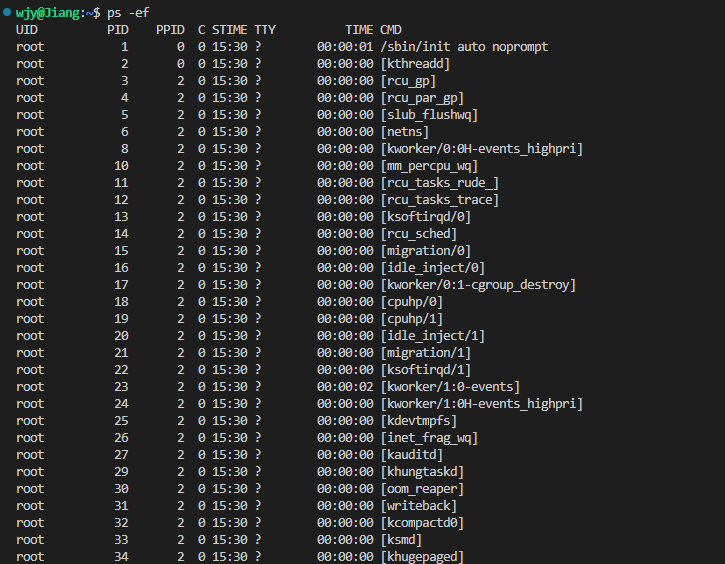 wjy@Jiang:~$ ps -ef
UID PID PPID C STIME TTY TIME CMD
root 1 0 0 15:30 ? 00:00:01 /sbin/init auto noprompt
root 2 0 0 15:30 ? 00:00:00 [kthreadd]
root 3 2 0 15:30 ? 00:00:00 [rcu_gp]
root 4 2 0 15:30 ? 00:00:00 [rcu_par_gp]
root 5 2 0 15:30 ? 00:00:00 [slub_flushwq]
root 6 2 0 15:30 ? 00:00:00 [netns]
root 8 2 0 15:30 ? 00:00:00 [kworker/0:0H-events_highpri]
root 10 2 0 15:30 ? 00:00:00 [mm_percpu_wq]
root 11 2 0 15:30 ? 00:00:00 [rcu_tasks_rude_]
root 12 2 0 15:30 ? 00:00:00 [rcu_tasks_trace]
root 13 2 0 15:30 ? 00:00:00 [ksoftirqd/0]
root 14 2 0 15:30 ? 00:00:00 [rcu_sched]
root 15 2 0 15:30 ? 00:00:00 [migration/0]
root 16 2 0 15:30 ? 00:00:00 [idle_inject/0]
root 17 2 0 15:30 ? 00:00:00 [kworker/0:1-cgroup_destroy]
root 18 2 0 15:30 ? 00:00:00 [cpuhp/0]
root 19 2 0 15:30 ? 00:00:00 [cpuhp/1]
root 20 2 0 15:30 ? 00:00:00 [idle_inject/1]
root 21 2 0 15:30 ? 00:00:00 [migration/1]
root 22 2 0 15:30 ? 00:00:00 [ksoftirqd/1]
root 23 2 0 15:30 ? 00:00:02 [kworker/1:0-events]
root 24 2 0 15:30 ? 00:00:00 [kworker/1:0H-events_highpri]
root 25 2 0 15:30 ? 00:00:00 [kdevtmpfs]
root 26 2 0 15:30 ? 00:00:00 [inet_frag_wq]
root 27 2 0 15:30 ? 00:00:00 [kauditd]
root 29 2 0 15:30 ? 00:00:00 [khungtaskd]
root 30 2 0 15:30 ? 00:00:00 [oom_reaper]
root 31 2 0 15:30 ? 00:00:00 [writeback]
root 32 2 0 15:30 ? 00:00:00 [kcompactd0]
root 33 2 0 15:30 ? 00:00:00 [ksmd]
root 34 2 0 15:30 ? 00:00:00 [khugepaged]